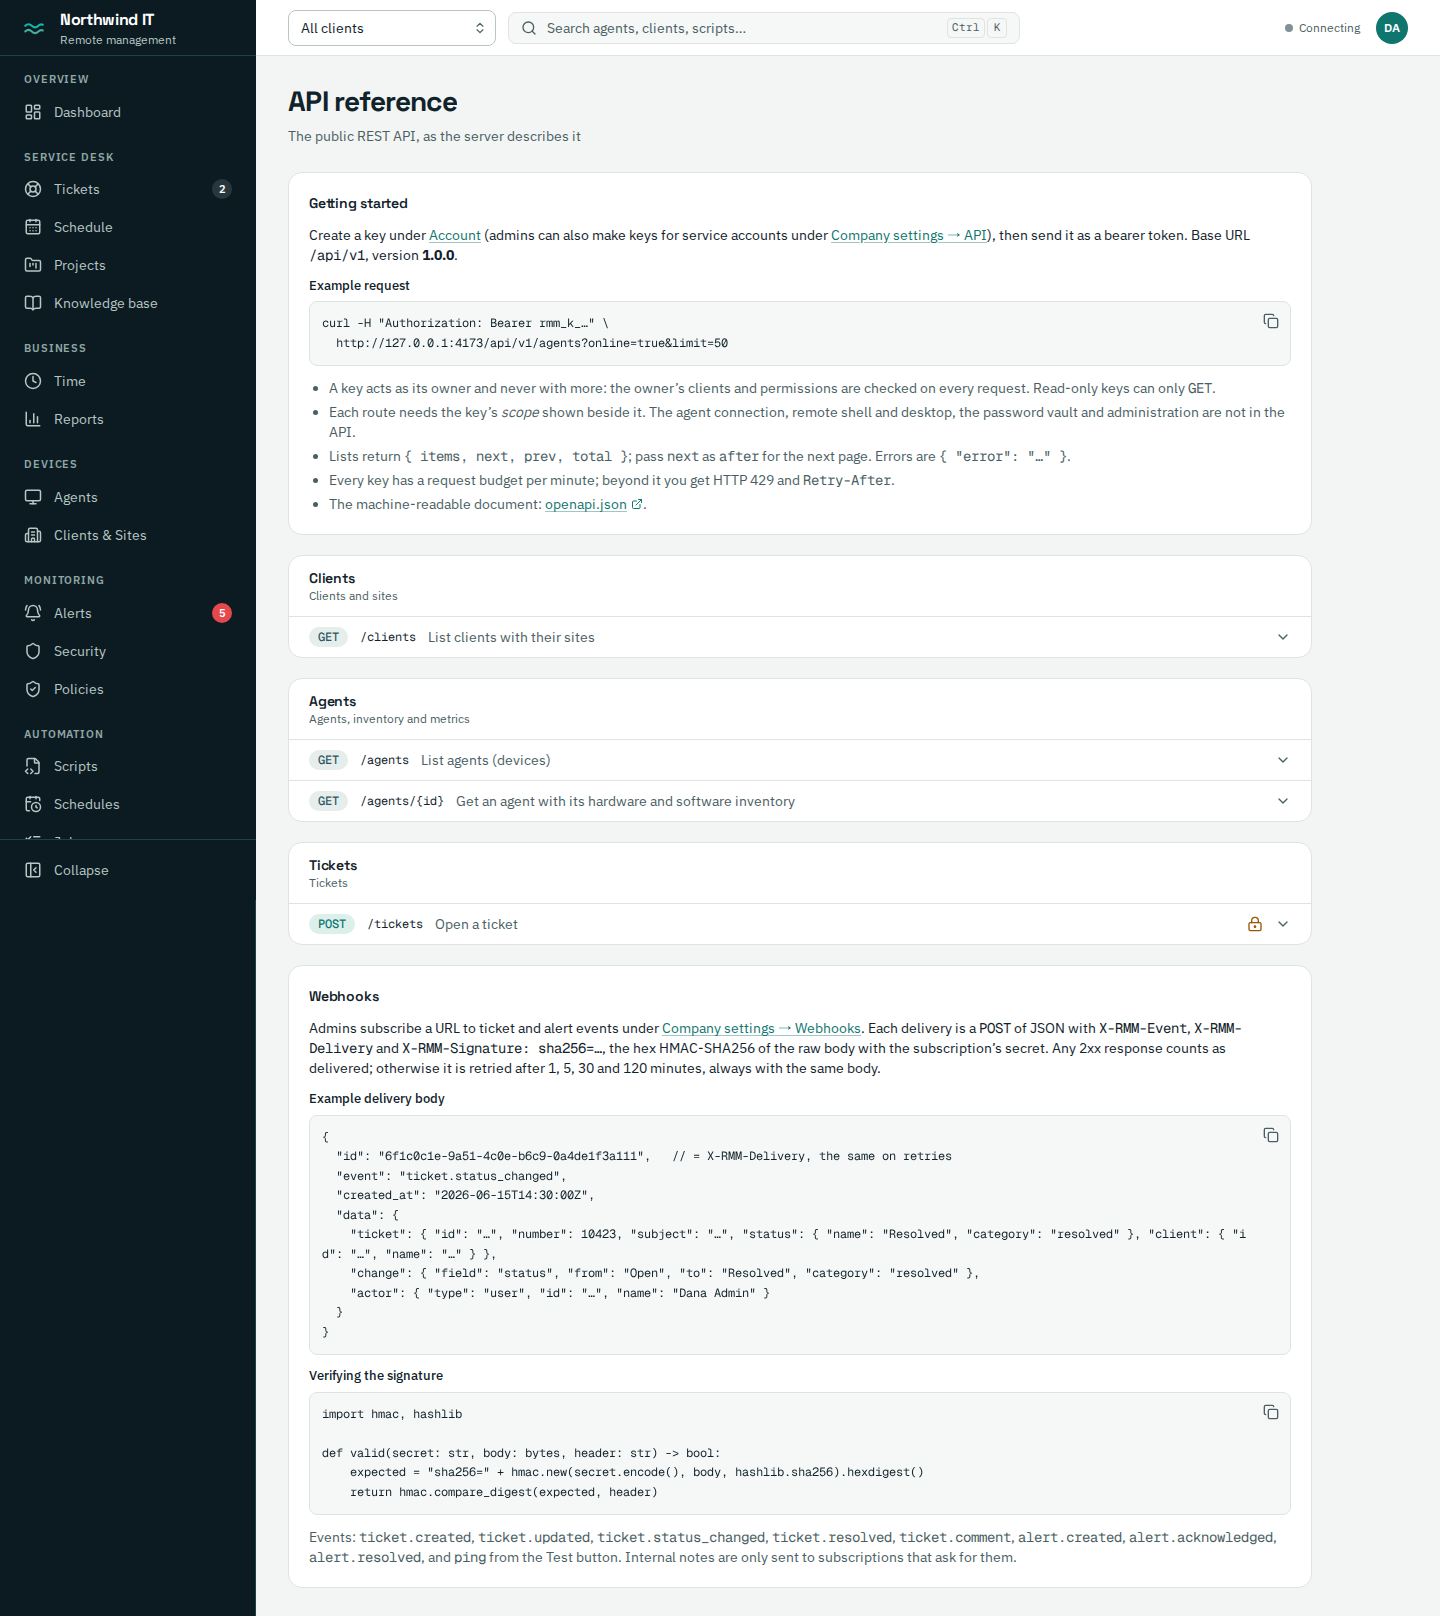 Northwind IT
Remote management
All clients
Search agents, clients, scripts…
Ctrl K
Connecting
DA
OVERVIEW
Dashboard
SERVICE DESK
Tickets
2
Schedule
Projects
Knowledge base
BUSINESS
Time
Reports
DEVICES
Agents
Clients & Sites
MONITORING
Alerts
5
Security
Policies
AUTOMATION
Scripts
Schedules
Collapse
API reference
The public REST API, as the server describes it
Getting started
Create a key under Account (admins can also make keys for service accounts under Company settings → API), then send it as a bearer token. Base URL
/api/v1, version 1.0.0.
Example request
curl -H "Authorization: Bearer rmm_k_…" \
  http://127.0.0.1:4173/api/v1/agents?online=true&limit=50
• A key acts as its owner and never with more: the owner’s clients and permissions are checked on every request. Read-only keys can only GET.
• Each route needs the key’s scope shown beside it. The agent connection, remote shell and desktop, the password vault and administration are not in the
API.
• Lists return { items, next, prev, total }; pass next as after for the next page. Errors are { "error": "…" }.
• Every key has a request budget per minute; beyond it you get HTTP 429 and Retry-After.
• The machine-readable document: openapi.json.
Clients
Clients and sites
GET /clients List clients with their sites
Agents
Agents, inventory and metrics
GET /agents List agents (devices)
GET /agents/{id} Get an agent with its hardware and software inventory
Tickets
Tickets
POST /tickets Open a ticket
Webhooks
Admins subscribe a URL to ticket and alert events under Company settings → Webhooks. Each delivery is a POST of JSON with X-RMM-Event, X-RMM-
Delivery and X-RMM-Signature: sha256=…, the hex HMAC-SHA256 of the raw body with the subscription’s secret. Any 2xx response counts as
delivered; otherwise it is retried after 1, 5, 30 and 120 minutes, always with the same body.
Example delivery body
{
  "id": "6f1c0c1e-9a51-4c0e-b6c9-0a4de1f3a111",   // = X-RMM-Delivery, the same on retries
  "event": "ticket.status_changed",
  "created_at": "2026-06-15T14:30:00Z",
  "data": {
    "ticket": { "id": "…", "number": 10423, "subject": "…", "status": { "name": "Resolved", "category": "resolved" }, "client": { "i
d": "…", "name": "…" } },
    "change": { "field": "status", "from": "Open", "to": "Resolved", "category": "resolved" },
    "actor": { "type": "user", "id": "…", "name": "Dana Admin" }
  }
}
Verifying the signature
import hmac, hashlib
def valid(secret: str, body: bytes, header: str) -> bool:
    expected = "sha256=" + hmac.new(secret.encode(), body, hashlib.sha256).hexdigest()
    return hmac.compare_digest(expected, header)
Events: ticket.created, ticket.updated, ticket.status_changed, ticket.resolved, ticket.comment, alert.created, alert.acknowledged,
alert.resolved, and ping from the Test button. Internal notes are only sent to subscriptions that ask for them.